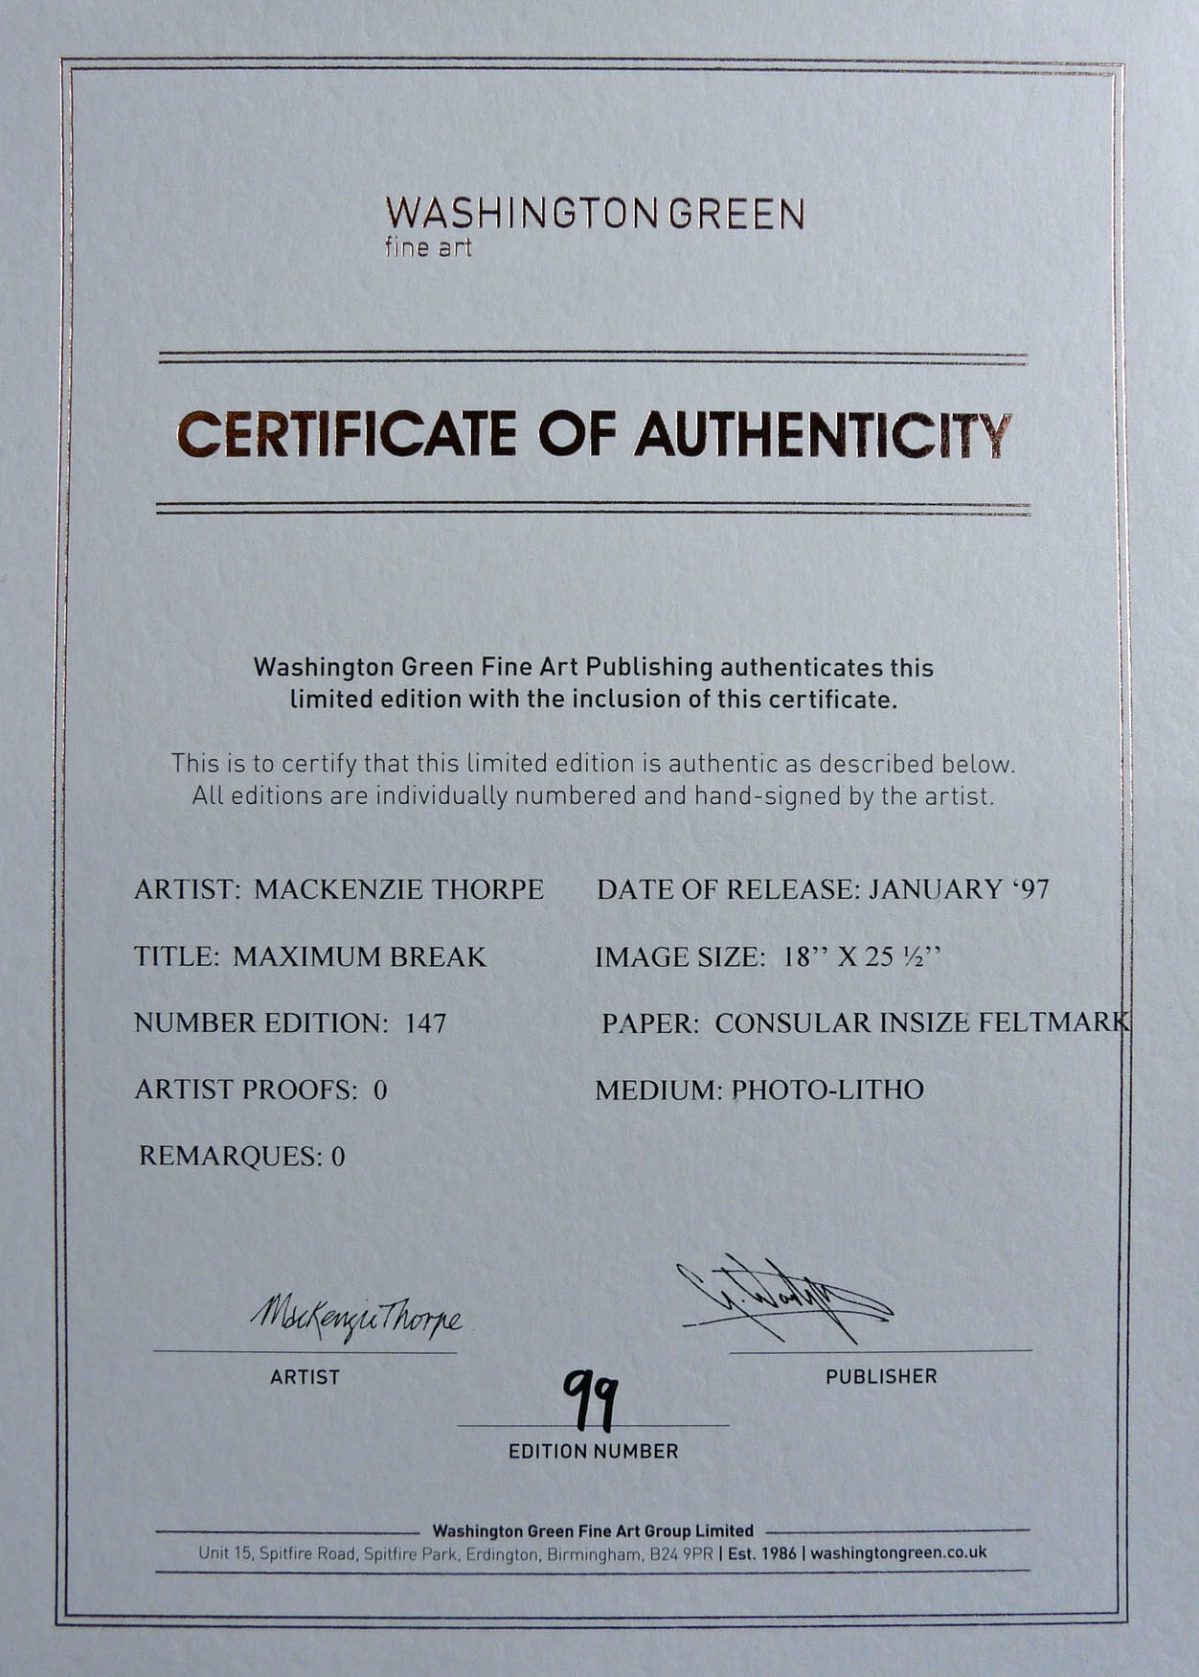 WASHINGTON GREEN
fine art
CERTIFICATE OF AUTHENTICITY
Washington Green Fine Art Publishing authenticates this
limited edition with the inclusion of this certificate.
This is to certify that this limited edition is authentic as described below.
All editions are individually numbered and hand-signed by the artist.
ARTIST: MACKENZIE THORPE DATE OF RELEASE: JANUARY ‘97
TITLE: MAXIMUM BREAK IMAGE SIZE: 18’’ X 25 ½’’
NUMBER EDITION: 147 PAPER: CONSULAR INSIZE FELTMARK
ARTIST PROOFS: 0 MEDIUM: PHOTO-LITHO
REMARQUES: 0
MacKenzie Thorpe
ARTIST PUBLISHER
99
EDITION NUMBER
Washington Green Fine Art Group Limited
Unit 15, Spitfire Road, Spitfire Park, Erdington, Birmingham, B24 9PR | Est. 1986 | washingtongreen.co.uk